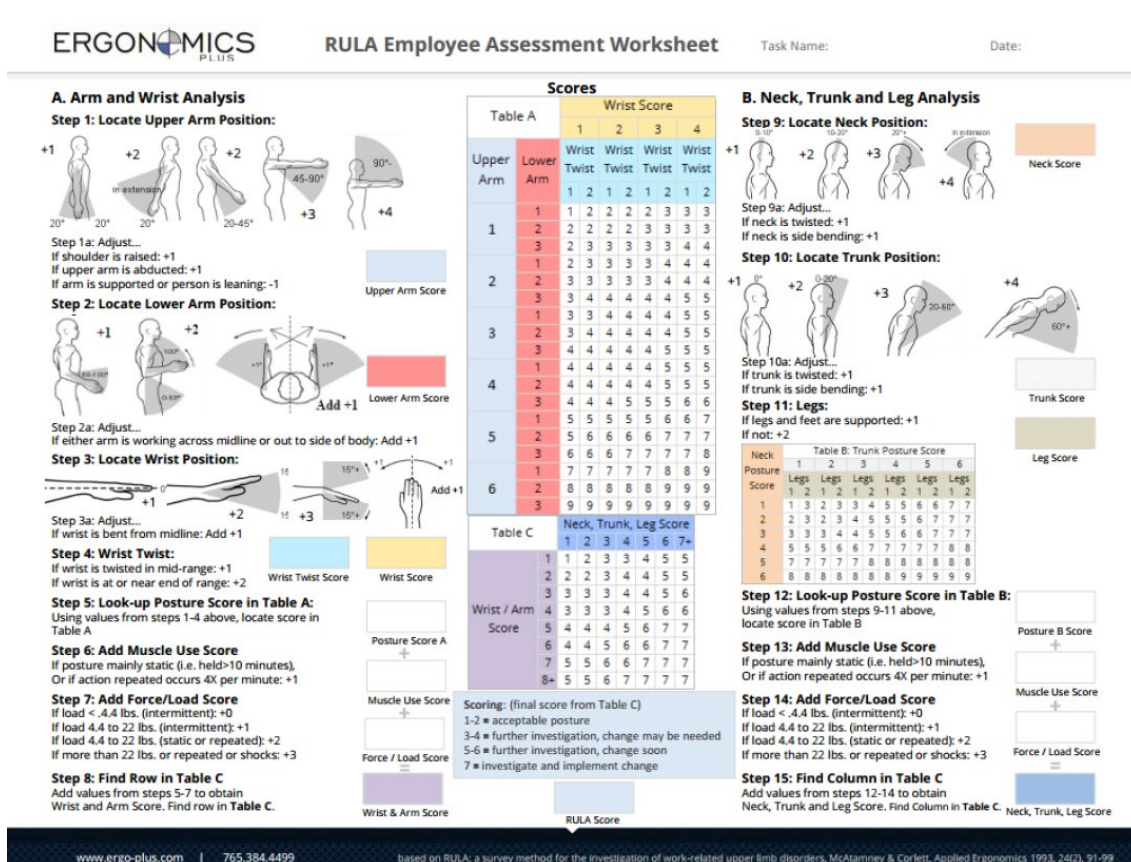 ERGONOMICS
PLUS
RULA Employee Assessment Worksheet
Task Name:
Date:
A. Arm and Wrist Analysis
Step 1: Locate Upper Arm Position:
+1
+2
+2
+3
+4
in extension
45-90°
90°-
20°
20°
20°
20-45°
Step 1a: Adjust...
If shoulder is raised: +1
If upper arm is abducted: +1
If arm is supported or person is leaning: -1
Upper Arm Score
Step 2: Locate Lower Arm Position:
+1
+2
100°
Add +1
Lower Arm Score
Step 2a: Adjust...
If either arm is working across midline or out to side of body: Add +1
Step 3: Locate Wrist Position:
+1
+2
+3
15°+
15°+
+1
+1
Add +1
Step 3a: Adjust...
If wrist is bent from midline: Add +1
Step 4: Wrist Twist:
If wrist is twisted in mid-range: +1
If wrist is at or near end of range: +2
Wrist Twist Score
Wrist Score
Step 5: Look-up Posture Score in Table A:
Using values from steps 1-4 above, locate score in
Table A
Posture Score A
+
Step 6: Add Muscle Use Score
If posture mainly static (i.e. held>10 minutes),
Or if action repeated occurs 4X per minute: +1
Muscle Use Score
+
Step 7: Add Force/Load Score
If load < .4.4 lbs. (intermittent): +0
If load 4.4 to 22 lbs. (intermittent): +1
If load 4.4 to 22 lbs. (static or repeated): +2
If more than 22 lbs. or repeated or shocks: +3
Force / Load Score
=
Step 8: Find Row in Table C
Add values from steps 5-7 to obtain
Wrist and Arm Score. Find row in Table C.
Wrist & Arm Score
Scores
Table A
Wrist Score
1 2 3 4
Upper Arm
Lower Arm
Wrist Twist Wrist Twist Wrist Twist Wrist Twist
1 2 1 2 1 2 1 2
1 1 1 2 2 2 2 3 3 3
2 2 2 2 2 3 3 3 3
3 2 3 3 3 3 3 4 4
2 1 2 3 3 3 3 4 4 4
2 3 3 3 3 3 4 4 4
3 3 4 4 4 4 4 5 5
3 1 3 3 4 4 4 4 5 5
2 3 4 4 4 4 4 5 5
3 4 4 4 4 4 5 5 5
4 1 4 4 4 4 4 5 5 5
2 4 4 4 4 4 5 5 5
3 4 4 4 5 5 5 6 6
5 1 5 5 5 5 5 6 6 7
2 5 6 6 6 6 7 7 7
3 6 6 6 7 7 7 7 8
6 1 7 7 7 7 7 8 8 9
2 8 8 8 8 8 9 9 9
3 9 9 9 9 9 9 9 9
Table C
Neck, Trunk, Leg Score
1 2 3 4 5 6 7+
Wrist / Arm Score
1 1 2 3 3 4 5 5
2 2 2 3 4 4 5 5
3 3 3 3 4 4 5 6
4 3 3 3 4 5 6 6
5 4 4 4 5 6 7 7
6 4 4 5 6 6 7 7
7 5 5 6 6 7 7 7
8+ 5 5 6 7 7 7 7
Scoring: (final score from Table C)
1-2 = acceptable posture
3-4 = further investigation, change may be needed
5-6 = further investigation, change soon
7 = investigate and implement change
RULA Score
B. Neck, Trunk and Leg Analysis
Step 9: Locate Neck Position:
0-10°
10-20°
20°+
in extension
+1
+2
+3
+4
Neck Score
Step 9a: Adjust...
If neck is twisted: +1
If neck is side bending: +1
Step 10: Locate Trunk Position:
+1
0°
+2
0-20°
+3
20-60°
+4
60°+
Step 10a: Adjust...
If trunk is twisted: +1
If trunk is side bending: +1
Trunk Score
Step 11: Legs:
If legs and feet are supported: +1
If not: +2
Leg Score
Neck Posture Score
Table B: Trunk Posture Score
1 2 3 4 5 6
Legs Legs Legs Legs Legs Legs
1 2 1 2 1 2 1 2 1 2 1 2
1 1 3 2 3 3 4 5 5 6 6 7 7
2 2 3 2 3 4 5 5 5 6 7 7 7
3 3 3 3 4 4 5 5 6 6 7 7 7
4 5 5 5 6 6 7 7 7 7 7 8 8
5 7 7 7 7 7 8 8 8 8 8 8 8
6 8 8 8 8 8 8 8 9 9 9 9 9
Step 12: Look-up Posture Score in Table B:
Using values from steps 9-11 above,
locate score in Table B
Posture B Score
+
Step 13: Add Muscle Use Score
If posture mainly static (i.e. held>10 minutes),
Or if action repeated occurs 4X per minute: +1
Muscle Use Score
+
Step 14: Add Force/Load Score
If load < .4.4 lbs. (intermittent): +0
If load 4.4 to 22 lbs. (intermittent): +1
If load 4.4 to 22 lbs. (static or repeated): +2
If more than 22 lbs. or repeated or shocks: +3
Force / Load Score
=
Step 15: Find Column in Table C
Add values from steps 12-14 to obtain
Neck, Trunk and Leg Score. Find Column in Table C.
Neck, Trunk, Leg Score
www.ergo-plus.com | 765.384.4499
based on RULA: a survey method for the investigation of work-related upper limb disorders, McAtamney & Corlett, Applied Ergonomics 1993, 24(2), 91-99